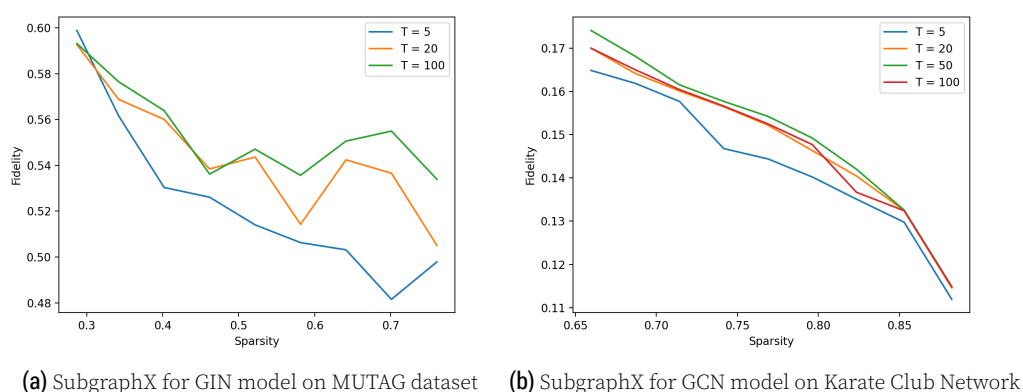 0.60
0.58
0.56
0.54
0.52
0.50
0.48
Fidelity
0.3 0.4 0.5 0.6 0.7
Sparsity
T = 5
T = 20
T = 100
0.17
0.16
0.15
0.14
0.13
0.12
0.11
Fidelity
0.65 0.70 0.75 0.80 0.85
Sparsity
T = 5
T = 20
T = 50
T = 100
(a) SubgraphX for GIN model on MUTAG dataset
(b) SubgraphX for GCN model on Karate Club Network